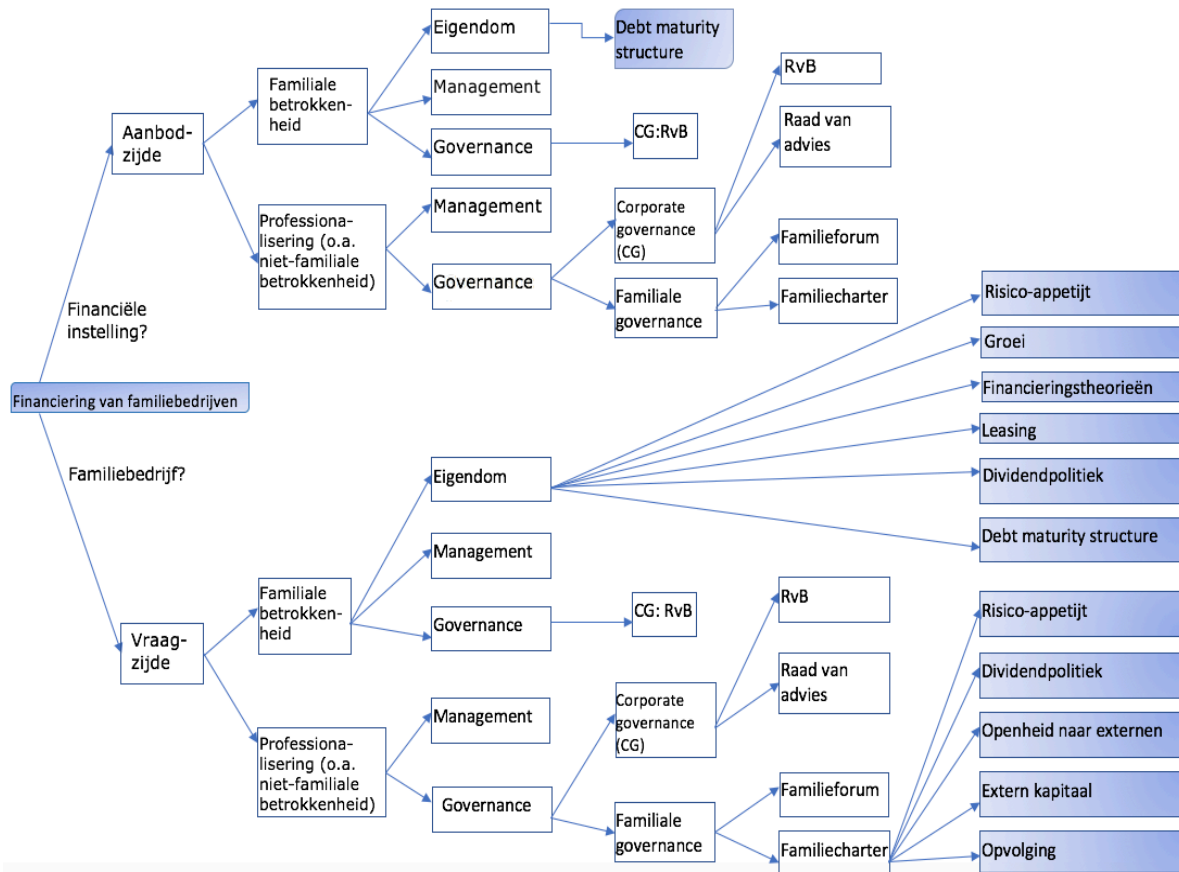 Eigendom
Debt maturity
structure
Familiale
betrokken-
heid
Management
RvB
Aanbod-
zijde
Governance
CG:RvB
Raad van
advies
Professiona-
lisering (o.a.
niet-familiale
betrokkenheid)
Management
Corporate
governance
(CG)
Familieforum
Governance
Familiale
governance
Familiecharter
Financiële
instelling?
Financiering van familiebedrijven
Familiebedrijf?
Risico-appetijt
Groei
Financieringstheorieën
Leasing
Eigendom
Dividendpolitiek
Debt maturity structure
Management
Familiale
betrokken-
heid
Governance
CG: RvB
RvB
Risico-appetijt
Vraag-
zijde
Raad van
advies
Dividendpolitiek
Management
Corporate
governance
(CG)
Openheid naar externen
Professiona-
lisering (o.a.
niet-familiale
betrokkenheid)
Governance
Familieforum
Extern kapitaal
Familiale
governance
Familiecharter
Opvolging